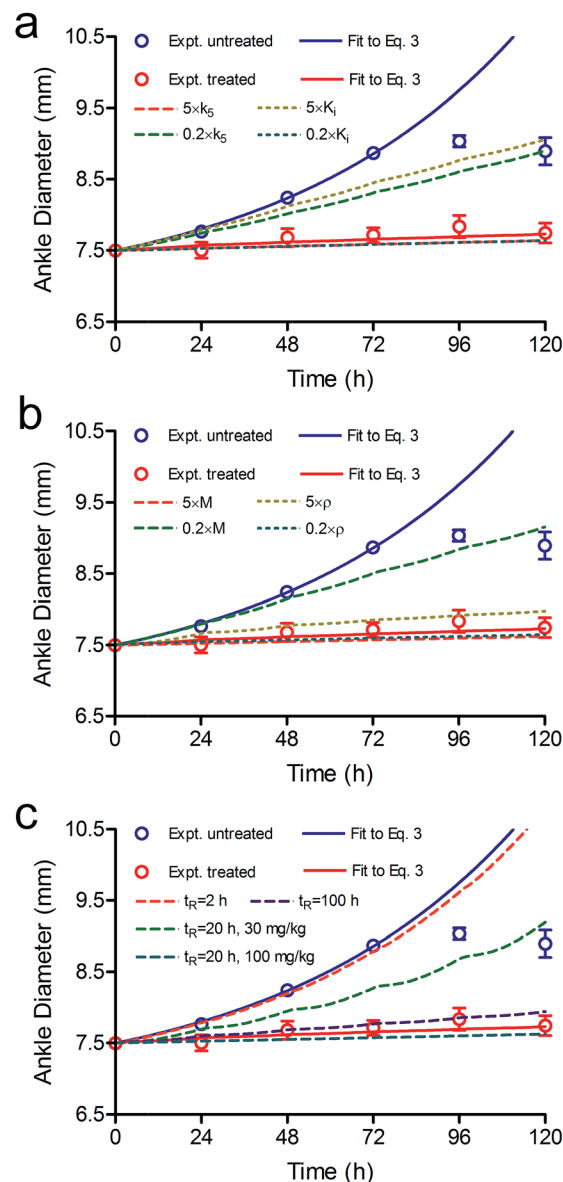 a
10.5
Expt. untreated
Fit to Eq. 3
Expt. treated
Fit to Eq. 3
5×k5
5×Ki
0.2×k5
0.2×Ki
9.5
8.5
7.5
6.5
Ankle Diameter (mm)
0 24 48 72 96 120
Time (h)
b
10.5
Expt. untreated
Fit to Eq. 3
Expt. treated
Fit to Eq. 3
5×M
5×ρ
0.2×M
0.2×ρ
9.5
8.5
7.5
6.5
Ankle Diameter (mm)
0 24 48 72 96 120
Time (h)
c
10.5
Expt. untreated
Fit to Eq. 3
Expt. treated
Fit to Eq. 3
tR=2 h
tR=100 h
tR=20 h, 30 mg/kg
tR=20 h, 100 mg/kg
9.5
8.5
7.5
6.5
Ankle Diameter (mm)
0 24 48 72 96 120
Time (h)